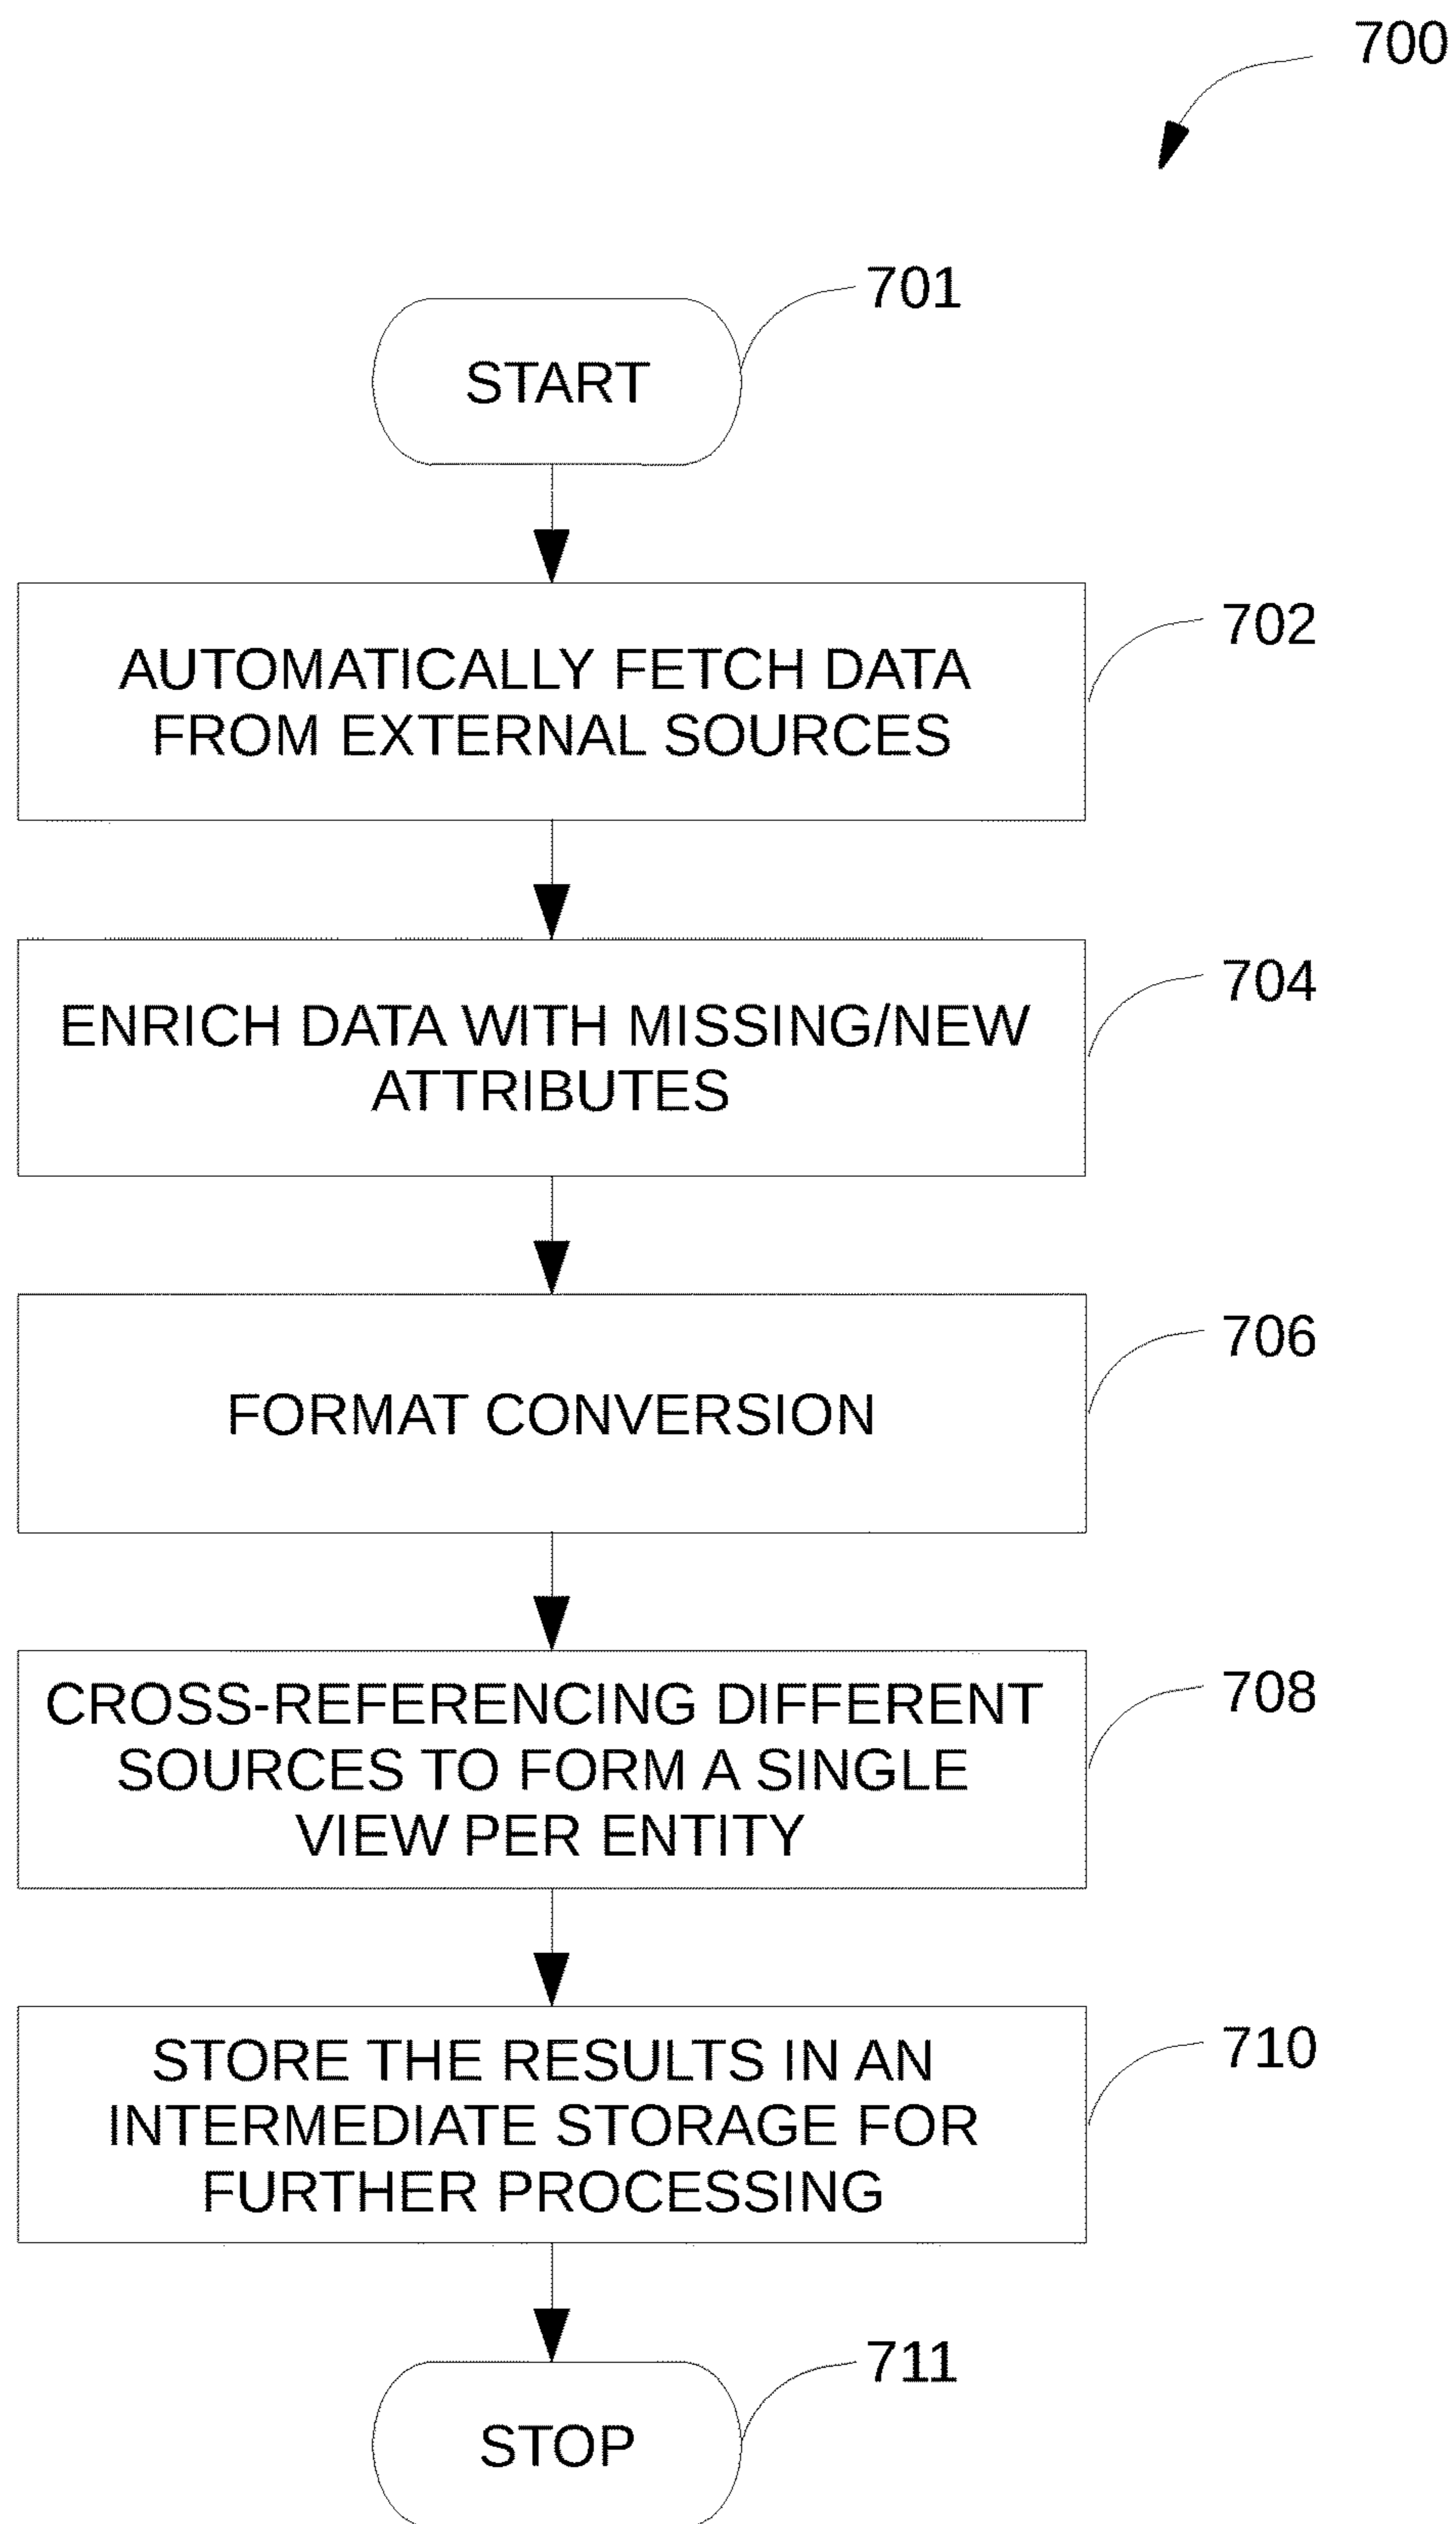 700
701
START
702
AUTOMATICALLY FETCH DATA
FROM EXTERNAL SOURCES
704
ENRICH DATA WITH MISSING/NEW
ATTRIBUTES
706
FORMAT CONVERSION
708
CROSS-REFERENCING DIFFERENT
SOURCES TO FORM A SINGLE
VIEW PER ENTITY
710
STORE THE RESULTS IN AN
INTERMEDIATE STORAGE FOR
FURTHER PROCESSING
711
STOP